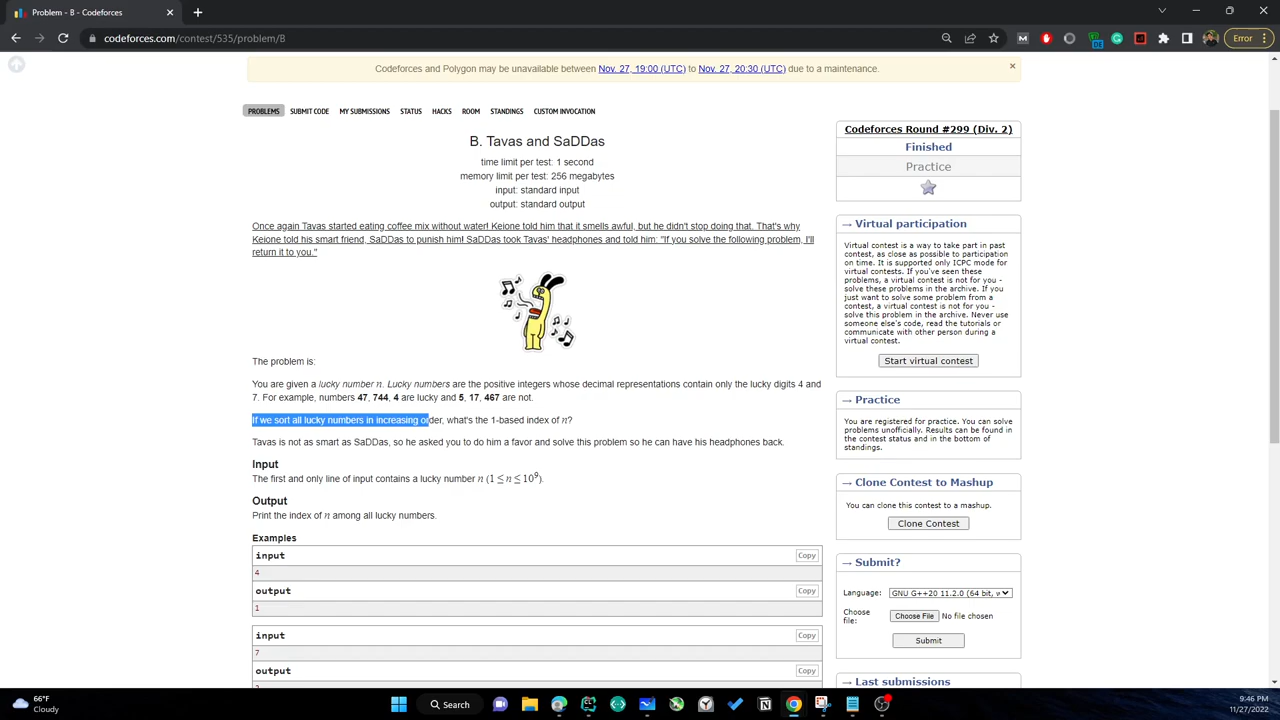 Problem - B - Codeforces
codeforces.com/contest/535/problem/B
Error
Codeforces and Polygon may be unavailable between Nov. 27, 19:00 (UTC) to Nov. 27, 20:30 (UTC) due to a maintenance.
PROBLEMS SUBMIT CODE MY SUBMISSIONS STATUS HACKS ROOM STANDINGS CUSTOM INVOCATION
B. Tavas and SaDDas
time limit per test: 1 second
memory limit per test: 256 megabytes
input: standard input
output: standard output
Once again Tavas started eating coffee mix without water! Keione told him that it smells awful, but he didn't stop doing that. That's why
Keione told his smart friend, SaDDas to punish him! SaDDas took Tavas' headphones and told him: "If you solve the following problem, I'll
return it to you."
The problem is:
You are given a lucky number n. Lucky numbers are the positive integers whose decimal representations contain only the lucky digits 4 and
7. For example, numbers 47, 744, 4 are lucky and 5, 17, 467 are not.
If we sort all lucky numbers in increasing order, what's the 1-based index of n?
Tavas is not as smart as SaDDas, so he asked you to do him a favor and solve this problem so he can have his headphones back.
Input
The first and only line of input contains a lucky number n (1 ≤ n ≤ 10⁹).
Output
Print the index of n among all lucky numbers.
Examples
input
Copy
4
output
Copy
1
input
Copy
7
output
Copy
Codeforces Round #299 (Div. 2)
Finished
Practice
→ Virtual participation
Virtual contest is a way to take part in past
contest, as close as possible to participation
on time. It is supported only ICPC mode for
virtual contests. If you've seen these
problems, a virtual contest is not for you -
solve these problems in the archive. If you
just want to solve some problem from a
contest, a virtual contest is not for you -
solve this problem in the archive. Never use
someone else's code, read the tutorials or
communicate with other person during a
virtual contest.
Start virtual contest
→ Practice
You are registered for practice. You can solve
problems unofficially. Results can be found in
the contest status and in the bottom of
standings.
→ Clone Contest to Mashup
You can clone this contest to a mashup.
Clone Contest
→ Submit?
Language: GNU G++20 11.2.0 (64 bit, v
Choose
file:
Choose File No file chosen
Submit
→ Last submissions
66°F
Cloudy
Search
9:46 PM
11/27/2022